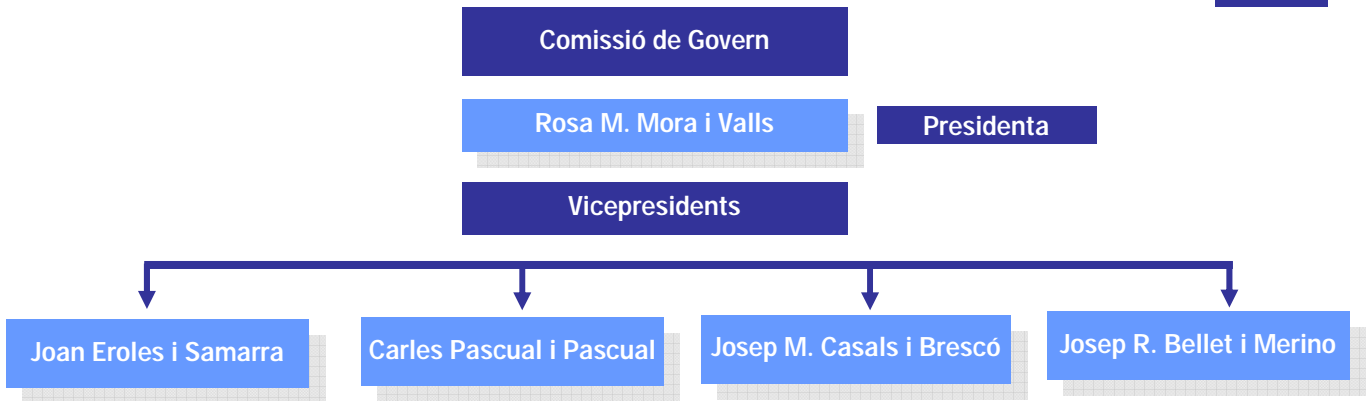 Comissió de Govern
Rosa M. Mora i Valls
Presidenta
Vicepresidents
Joan Eroles i Samarra
Carles Pascual i Pascual
Josep M. Casals i Brescó
Josep R. Bellet i Merino